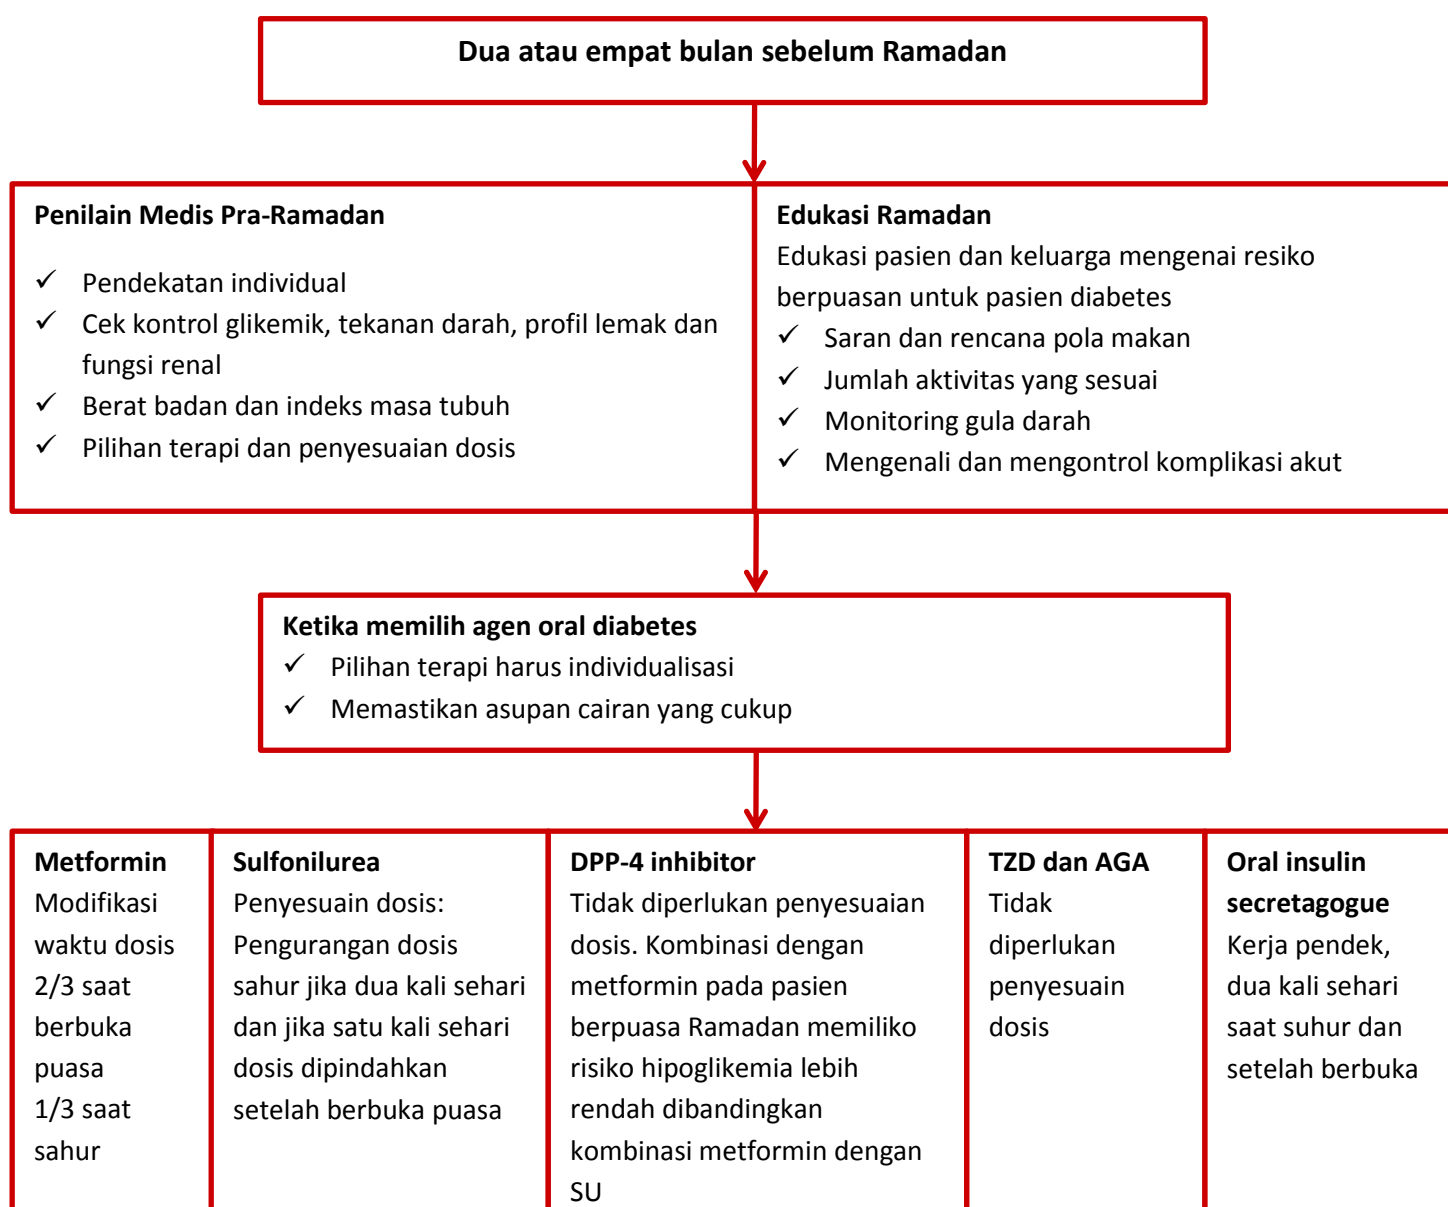 Dua atau empat bulan sebelum Ramadan
Penilain Medis Pra-Ramadan
✓ Pendekatan individual
✓ Cek kontrol glikemik, tekanan darah, profil lemak dan
fungsi renal
✓ Berat badan dan indeks masa tubuh
✓ Pilihan terapi dan penyesuaian dosis
Edukasi Ramadan
Edukasi pasien dan keluarga mengenai resiko
berpuasan untuk pasien diabetes
✓ Saran dan rencana pola makan
✓ Jumlah aktivitas yang sesuai
✓ Monitoring gula darah
✓ Mengenali dan mengontrol komplikasi akut
Ketika memilih agen oral diabetes
✓ Pilihan terapi harus individualisasi
✓ Memastikan asupan cairan yang cukup
Metformin
Modifikasi
waktu dosis
2/3 saat
berbuka
puasa
1/3 saat
sahur
Sulfonilurea
Penyesuain dosis:
Pengurangan dosis
sahur jika dua kali sehari
dan jika satu kali sehari
dosis dipindahkan
setelah berbuka puasa
DPP-4 inhibitor
Tidak diperlukan penyesuaian
dosis. Kombinasi dengan
metformin pada pasien
berpuasa Ramadan memiliko
risiko hipoglikemia lebih
rendah dibandingkan
kombinasi metformin dengan
SU
TZD dan AGA
Tidak
diperlukan
penyesuain
dosis
Oral insulin
secretagogue
Kerja pendek,
dua kali sehari
saat suhur dan
setelah berbuka